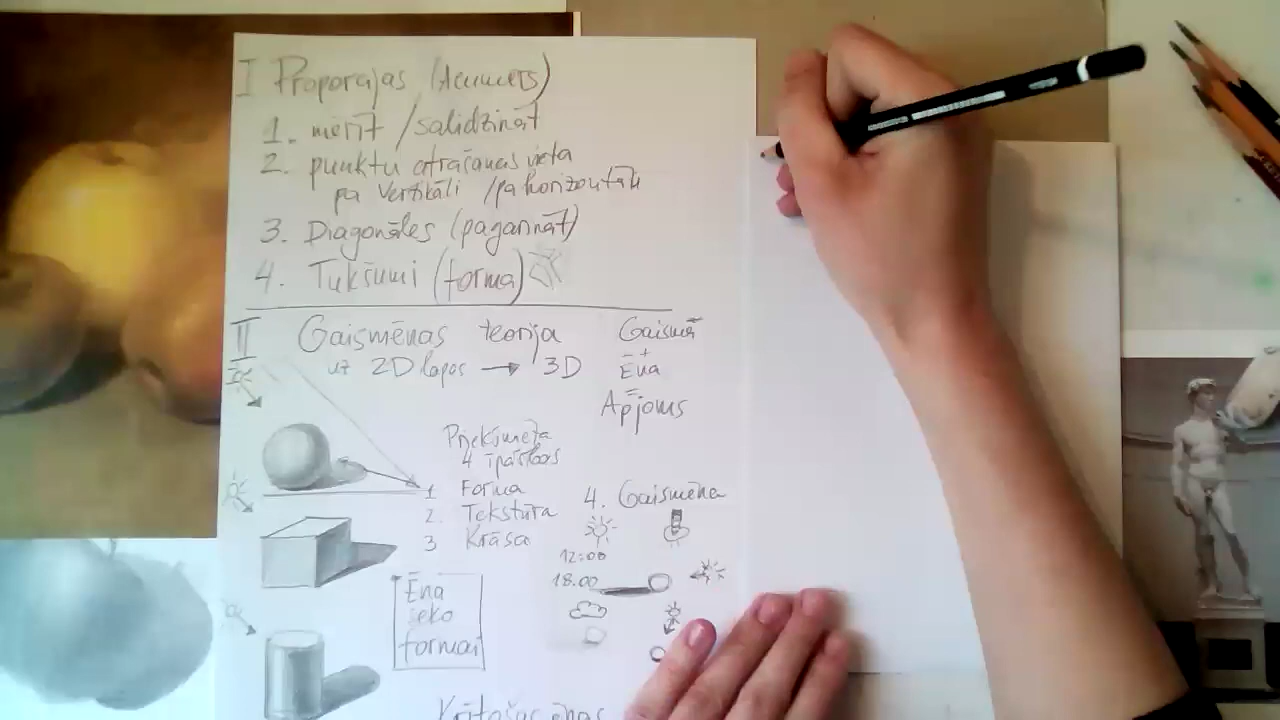 I Proporcijas
1. mērīt / salīdzināt
2. punktu atrašanās vieta
pa vertikāli / pa horizontāli
3. Diagonāles (pagarināt)
4. Tukšumi (forma)
II Gaismēnas teorija
uz 2D lapas → 3D
Gaisma
+
Ēna
=
Apjoms
Priekšmeta
4 īpašības
1 Forma
2. Tekstūra
3 Krāsa
4. Gaismēna
12:00
18.00
Ēna
seko
formai